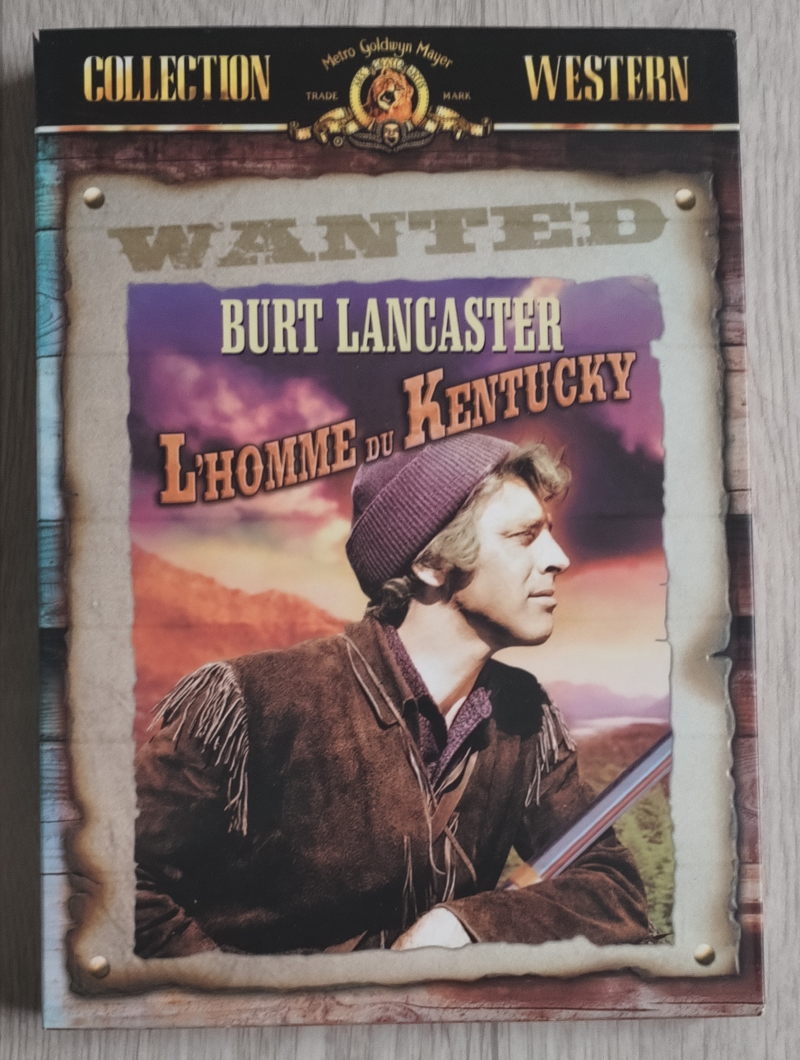 COLLECTION
Metro Goldwyn Mayer
TRADE MARK
WESTERN
WANTED
BURT LANCASTER
L'HOMME DU KENTUCKY